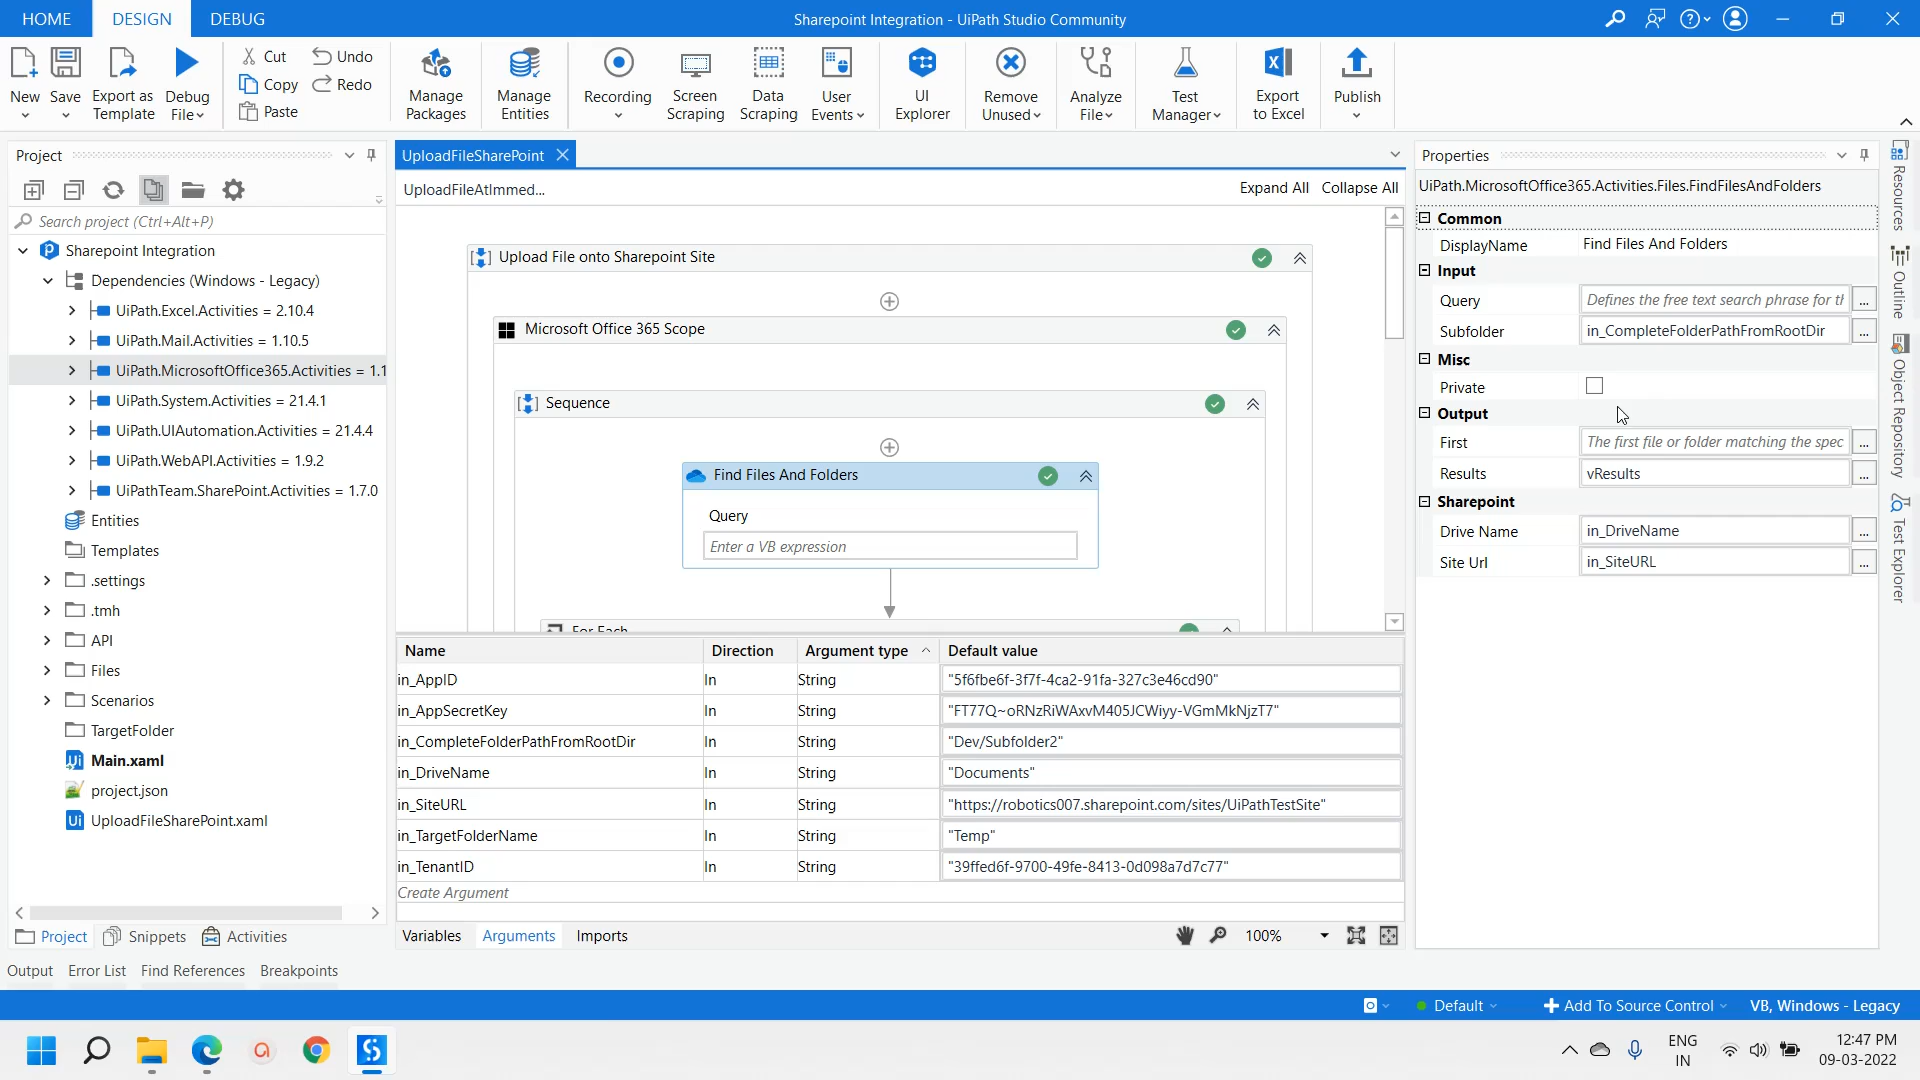 HOME DESIGN DEBUG
Sharepoint Integration - UiPath Studio Community
New
Save
Export as Template
Debug File
Cut
Copy
Paste
Undo
Redo
Manage Packages
Manage Entities
Recording
Screen Scraping
Data Scraping
User Events
UI Explorer
Remove Unused
Analyze File
Test Manager
Export to Excel
Publish
Project
Search project (Ctrl+Alt+P)
Sharepoint Integration
Dependencies (Windows - Legacy)
UiPath.Excel.Activities = 2.10.4
UiPath.Mail.Activities = 1.10.5
UiPath.MicrosoftOffice365.Activities = 1.1
UiPath.System.Activities = 21.4.1
UiPath.UIAutomation.Activities = 21.4.4
UiPath.WebAPI.Activities = 1.9.2
UiPathTeam.SharePoint.Activities = 1.7.0
Entities
Templates
.settings
.tmh
API
Files
Scenarios
TargetFolder
Main.xaml
project.json
UploadFileSharePoint.xaml
Project Snippets Activities
UploadFileSharePoint
UploadFileAtImmed... Expand All Collapse All
Upload File onto Sharepoint Site
Microsoft Office 365 Scope
Sequence
Find Files And Folders
Query
Enter a VB expression
For Each
Name Direction Argument type Default value
in_AppID In String "5f6fbe6f-3f7f-4ca2-91fa-327c3e46cd90"
in_AppSecretKey In String "FT77Q~oRNzRiWAxvM405JCWiyy-VGmMkNjzT7"
in_CompleteFolderPathFromRootDir In String "Dev/Subfolder2"
in_DriveName In String "Documents"
in_SiteURL In String "https://robotics007.sharepoint.com/sites/UiPathTestSite"
in_TargetFolderName In String "Temp"
in_TenantID In String "39ffed6f-9700-49fe-8413-0d098a7d7c77"
Create Argument
Variables Arguments Imports 100%
Properties
UiPath.MicrosoftOffice365.Activities.Files.FindFilesAndFolders
Common
DisplayName Find Files And Folders
Input
Query Defines the free text search phrase for th ...
Subfolder in_CompleteFolderPathFromRootDir ...
Misc
Private
Output
First The first file or folder matching the spec ...
Results vResults ...
Sharepoint
Drive Name in_DriveName ...
Site Url in_SiteURL ...
Resources
Outline
Object Repository
Test Explorer
Output Error List Find References Breakpoints
Default Add To Source Control VB, Windows - Legacy
ENG
IN
12:47 PM
09-03-2022